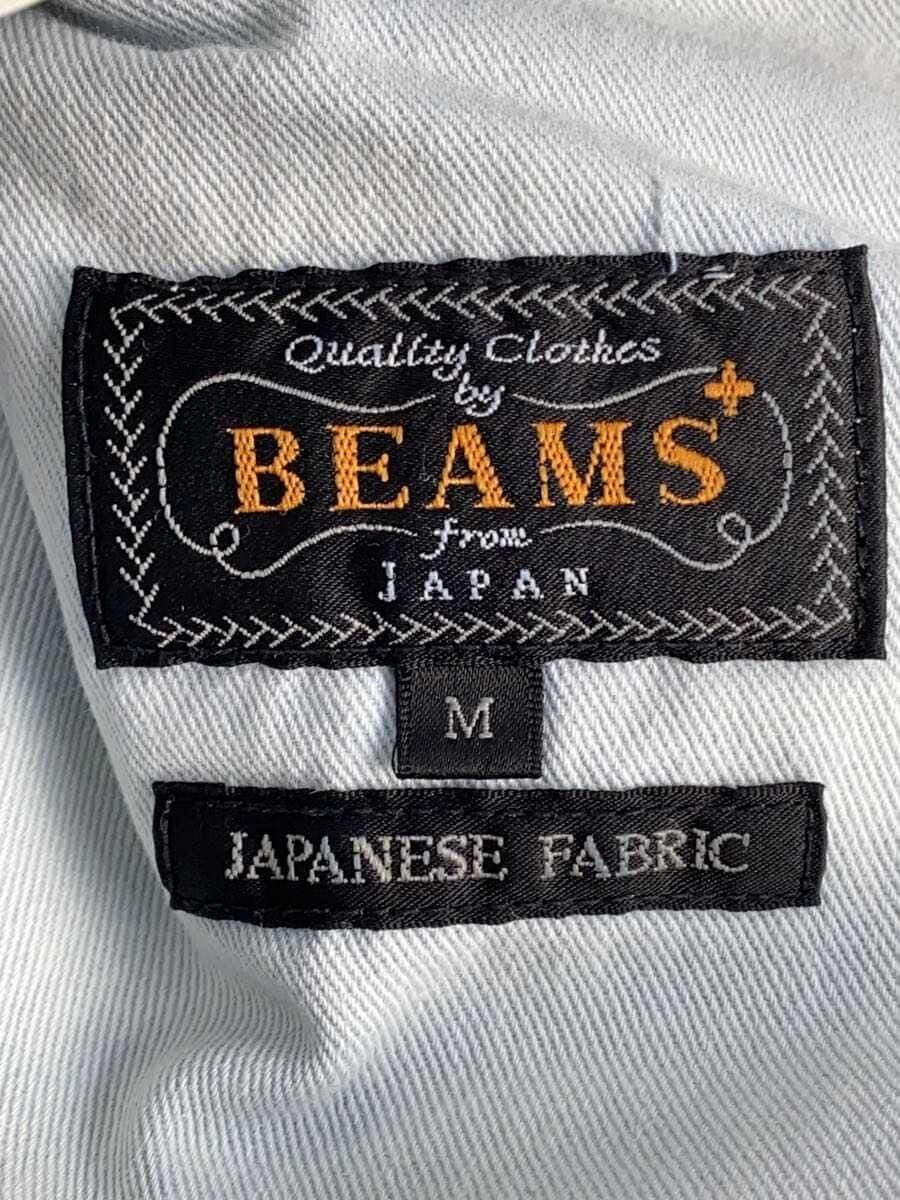 Quality Clothes
by
BEAMS+
from
JAPAN
M
JAPANESE FABRIC